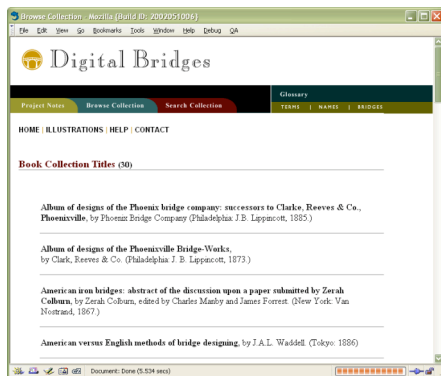 Browse Collection - Mozilla {Build ID: 2002051006}
File Edit View Go Bookmarks Tools Window Help Debug QA
Digital Bridges
Glossary
Project Notes Browse Collection Search Collection TERMS | NAMES | BRIDGES
HOME | ILLUSTRATIONS | HELP | CONTACT
Book Collection Titles (30)
Album of designs of the Phoenix bridge company: successors to Clarke, Reeves & Co.,
Phoenixville, by Phoenix Bridge Company (Philadelphia: J.B. Lippincott, 1885.)
Album of designs of the Phoenixville Bridge-Works,
by Clark, Reeves & Co. (Philadelphia: J. B. Lippincott, 1873.)
American iron bridges: abstract of the discussion upon a paper submitted by Zerah
Colburn, by Zerah Colburn, edited by Charles Manby and James Forrest. (New York: Van
Nostrand, 1867.)
American versus English methods of bridge designing, by J.A.L. Waddell. (Tokyo: 1886)
Document: Done (5.534 secs)